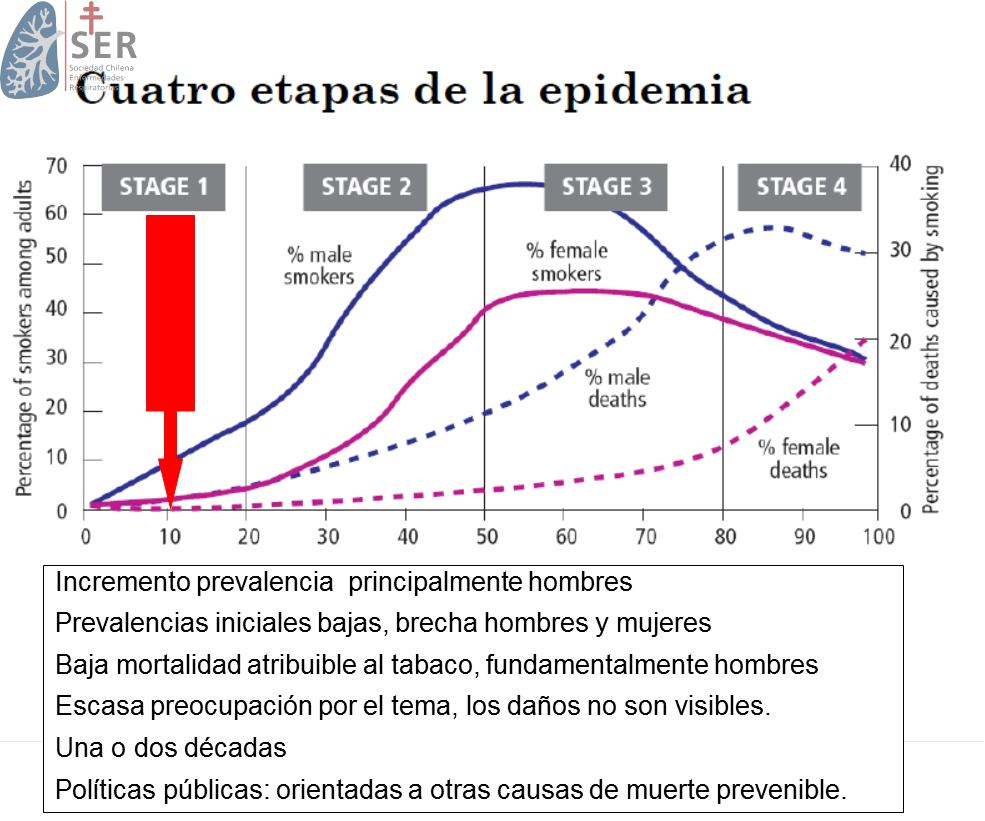 SER
Sociedad Chilena
Enfermedades
Respiratorias
Cuatro etapas de la epidemia
STAGE 1
STAGE 2
STAGE 3
STAGE 4
Percentage of smokers among adults
70
60
50
40
30
20
10
0
% male
smokers
% female
smokers
% male
deaths
% female
deaths
40
30
20
10
0
Percentage of deaths caused by smoking
0 10 20 30 40 50 60 70 80 90 100
Incremento prevalencia principalmente hombres
Prevalencias iniciales bajas, brecha hombres y mujeres
Baja mortalidad atribuible al tabaco, fundamentalmente hombres
Escasa preocupación por el tema, los daños no son visibles.
Una o dos décadas
Políticas públicas: orientadas a otras causas de muerte prevenible.